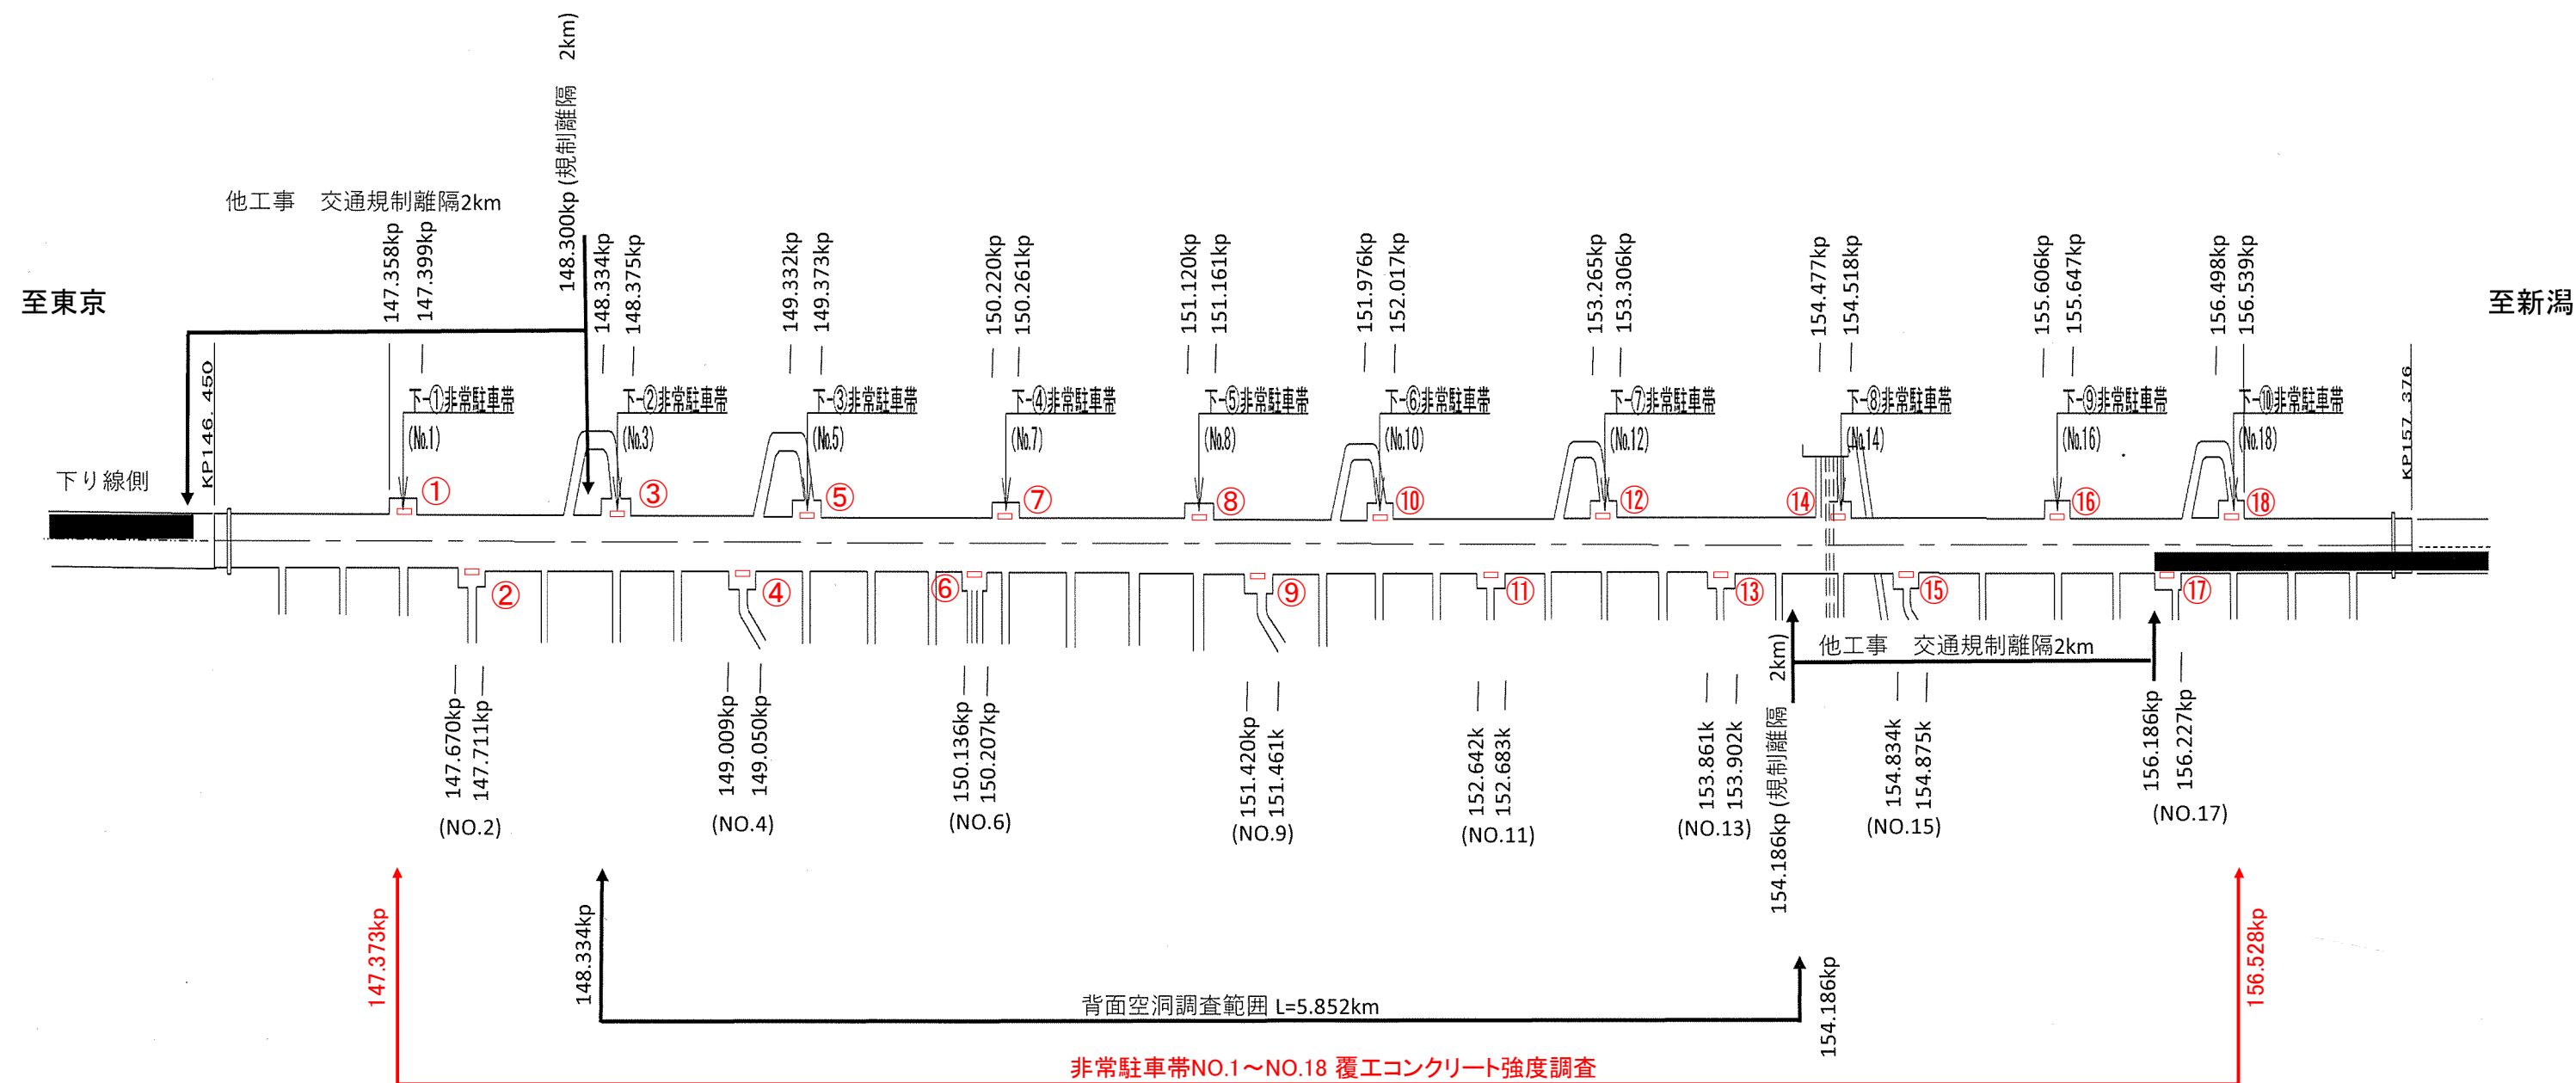 他工事　交通規制離隔2km
148.300kp (規制離隔　2km)
147.358kp
147.399kp
148.334kp
148.375kp
149.332kp
149.373kp
150.220kp
150.261kp
151.120kp
151.161kp
151.976kp
152.017kp
153.265kp
153.306kp
154.477kp
154.518kp
155.606kp
155.647kp
156.498kp
156.539kp
至東京
至新潟
KP146.450
KP157.376
下-①非常駐車帯
(No.1)
下-②非常駐車帯
(No.3)
下-③非常駐車帯
(No.5)
下-④非常駐車帯
(No.7)
下-⑤非常駐車帯
(No.8)
下-⑥非常駐車帯
(No.10)
下-⑦非常駐車帯
(No.12)
下-⑧非常駐車帯
(No.14)
下-⑨非常駐車帯
(No.16)
下-⑩非常駐車帯
(No.18)
下り線側
①
③
⑤
⑦
⑧
⑩
⑫
⑭
⑯
⑱
②
④
⑥
⑨
⑪
⑬
⑮
⑰
他工事　交通規制離隔2km
147.670kp
147.711kp
(NO.2)
149.009kp
149.050kp
(NO.4)
150.136kp
150.207kp
(NO.6)
151.420kp
151.461k
(NO.9)
152.642k
152.683k
(NO.11)
153.861k
153.902k
(NO.13)
154.186kp (規制離隔　2km)
154.834k
154.875k
(NO.15)
156.186kp
156.227kp
(NO.17)
147.373kp
148.334kp
背面空洞調査範囲 L=5.852km
154.186kp
156.528kp
非常駐車帯NO.1～NO.18 覆工コンクリート強度調査